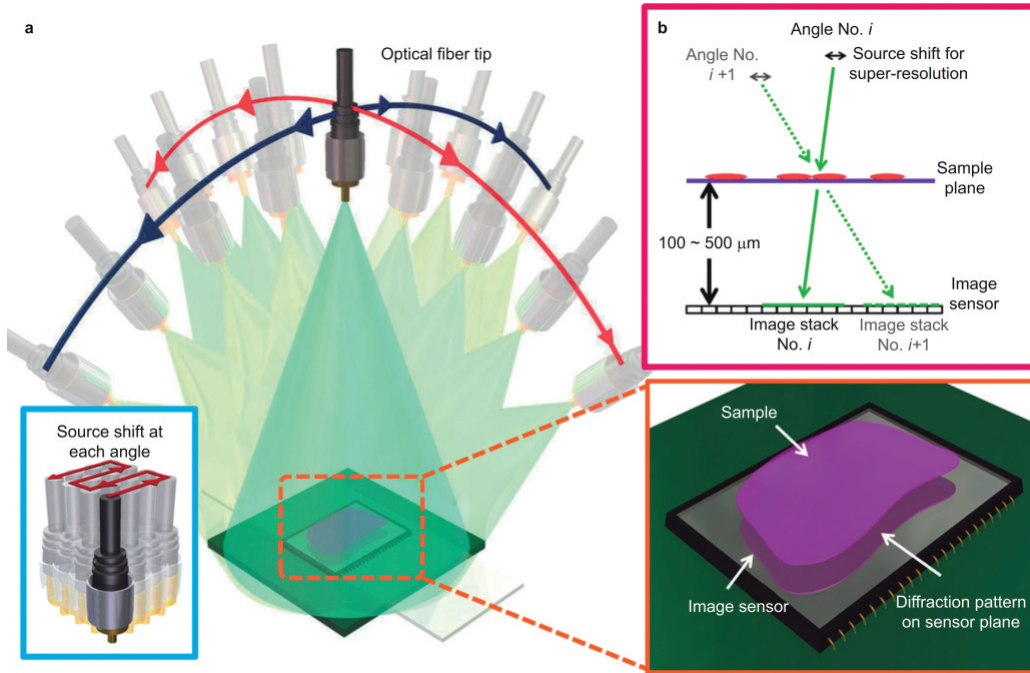 a
Optical fiber tip
Source shift at
each angle
b
Angle No. i
Angle No.
i+1
Source shift for
super-resolution
Sample
plane
100 ~ 500 μm
Image
sensor
Image stack
No. i
Image stack
No. i+1
Sample
Image sensor
Diffraction pattern
on sensor plane